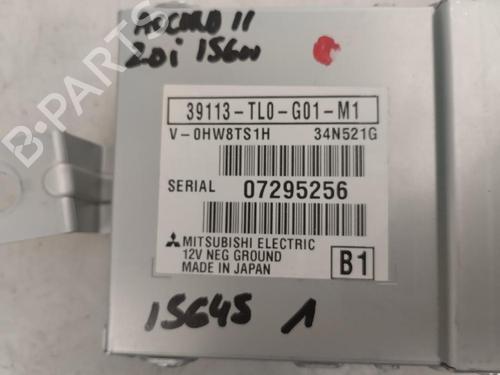 ACCORD II
2.0i 156W
39113-TL0-G01-M1
V-0HW8TS1H 34N521G
SERIAL 07295256
MITSUBISHI ELECTRIC
12V NEG GROUND
MADE IN JAPAN
B1
15645 1
B-PARTS